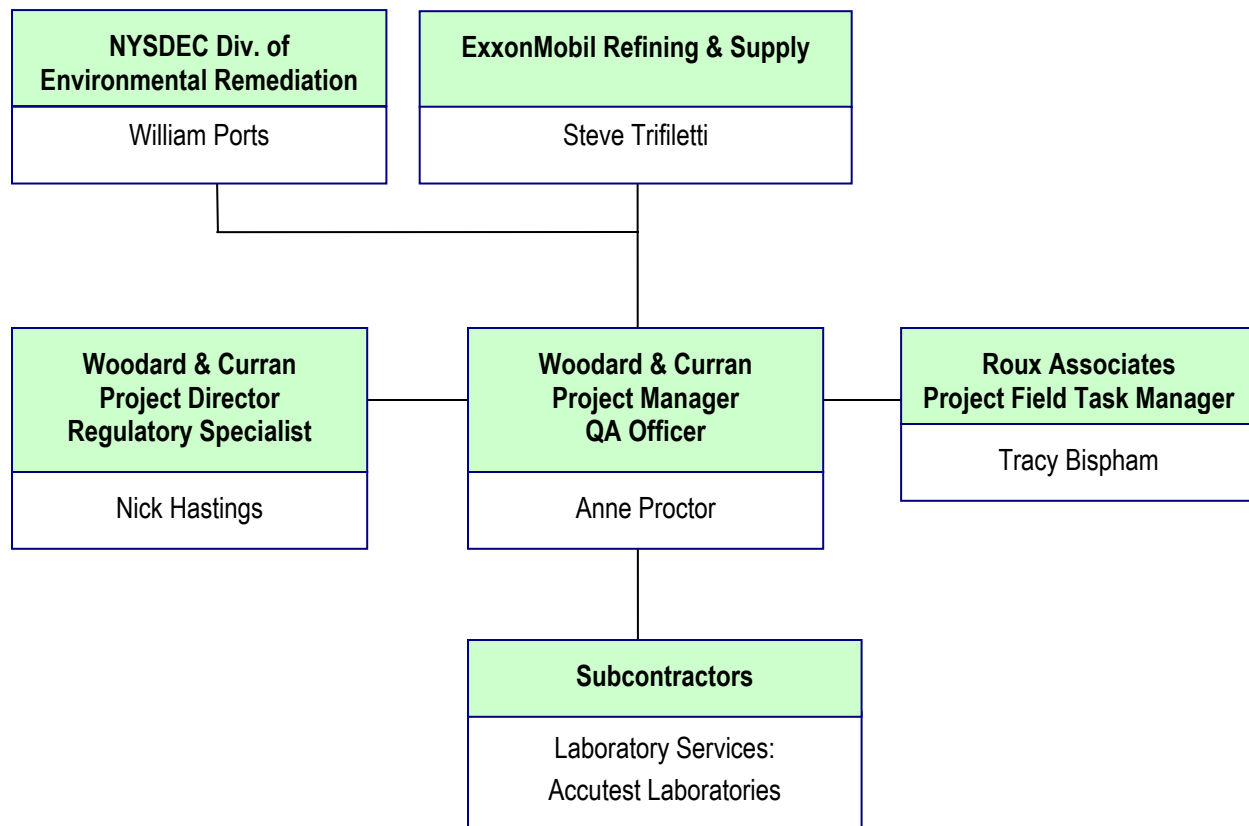 NYSDEC Div. of
Environmental Remediation
William Ports
ExxonMobil Refining & Supply
Steve Trifiletti
Woodard & Curran
Project Director
Regulatory Specialist
Nick Hastings
Woodard & Curran
Project Manager
QA Officer
Anne Proctor
Roux Associates
Project Field Task Manager
Tracy Bispham
Subcontractors
Laboratory Services:
Accutest Laboratories